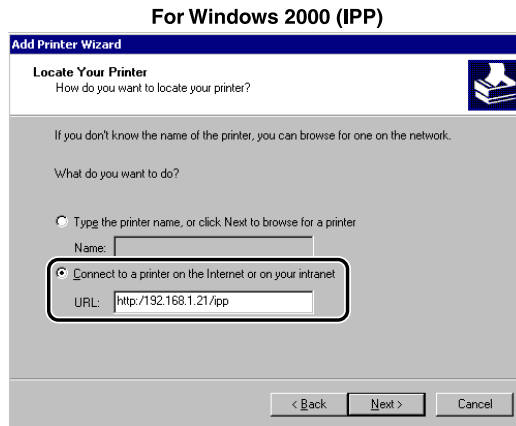 For Windows 2000 (IPP)
Add Printer Wizard
Locate Your Printer
How do you want to locate your printer?
If you don't know the name of the printer, you can browse for one on the network.
What do you want to do?
Type the printer name, or click Next to browse for a printer
Name:
Connect to a printer on the Internet or on your intranet
URL: http:/192.168.1.21/ipp
< Back Next > Cancel